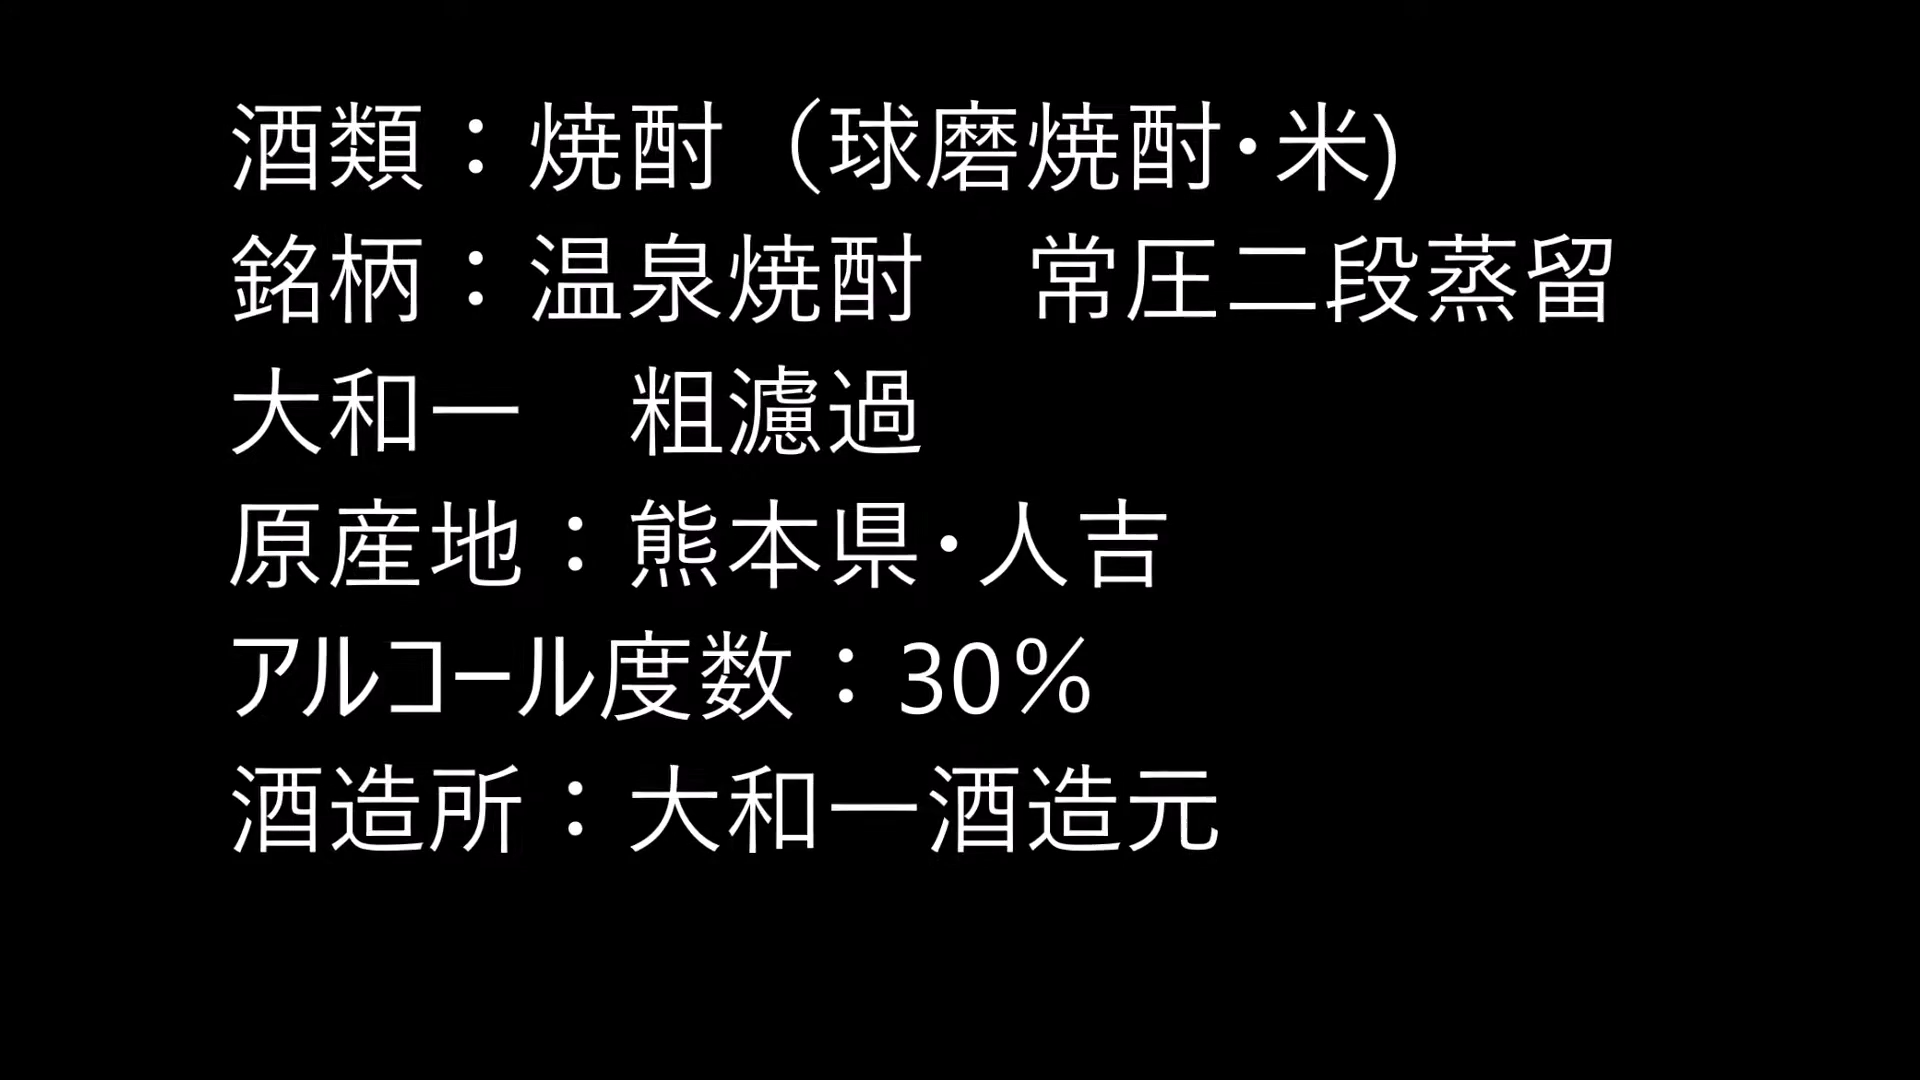 酒類：焼酎（球磨焼酎･米)
銘柄：温泉焼酎　常圧二段蒸留
大和一　粗濾過
原産地：熊本県･人吉
ｱﾙｺｰﾙ度数：30％
酒造所：大和一酒造元